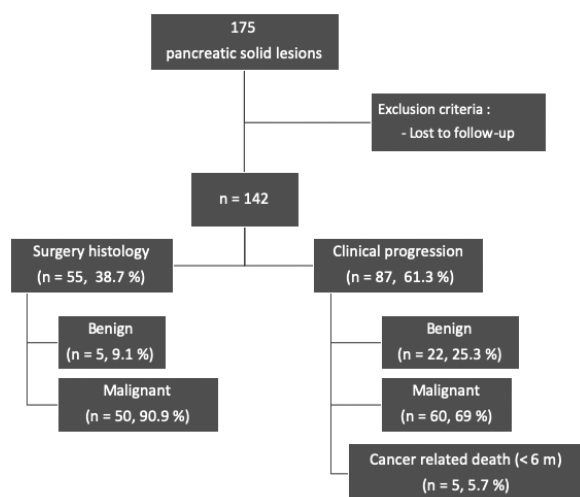 175
pancreatic solid lesions
Exclusion criteria :
- Lost to follow-up
n = 142
Surgery histology
(n = 55, 38.7 %)
Clinical progression
(n = 87, 61.3 %)
Benign
(n = 5, 9.1 %)
Malignant
(n = 50, 90.9 %)
Benign
(n = 22, 25.3 %)
Malignant
(n = 60, 69 %)
Cancer related death (< 6 m)
(n = 5, 5.7 %)